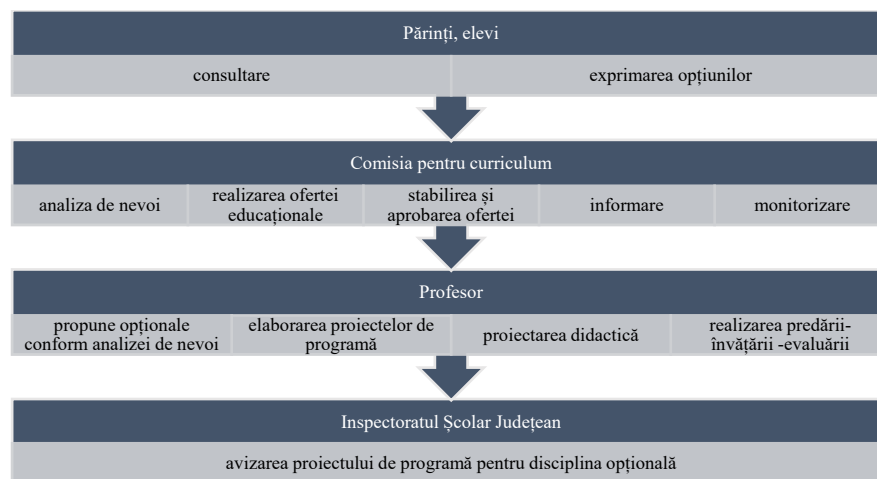 Părinți, elevi
consultare
exprimarea opțiunilor
Comisia pentru curriculum
analiza de nevoi
realizarea ofertei
educaționale
stabilirea și
aprobarea ofertei
informare
monitorizare
Profesor
propune opționale
conform analizei de nevoi
elaborarea proiectelor de
programă
proiectarea didactică
realizarea predării-
învățării -evaluării
Inspectoratul Școlar Județean
avizarea proiectului de programă pentru disciplina opțională